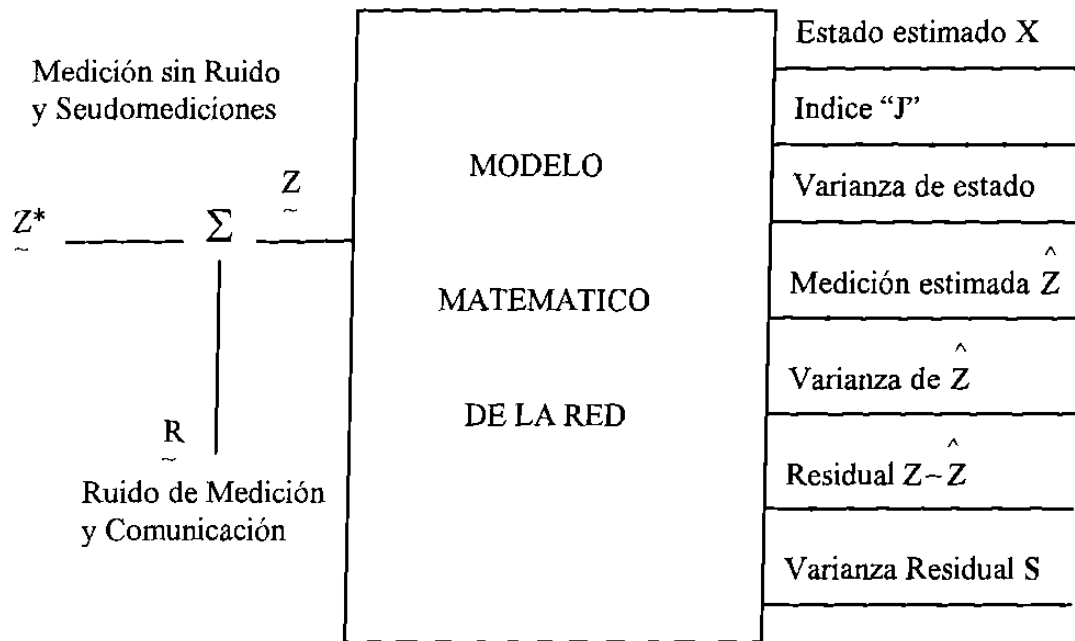 Medición sin Ruido
y Seudomediciones
Z*
Σ
Z
R
Ruido de Medición
y Comunicación
MODELO
MATEMATICO
DE LA RED
Estado estimado X
Indice “J”
Varianza de estado
Medición estimada Ẑ
Varianza de Ẑ
Residual Z~Ẑ
Varianza Residual S